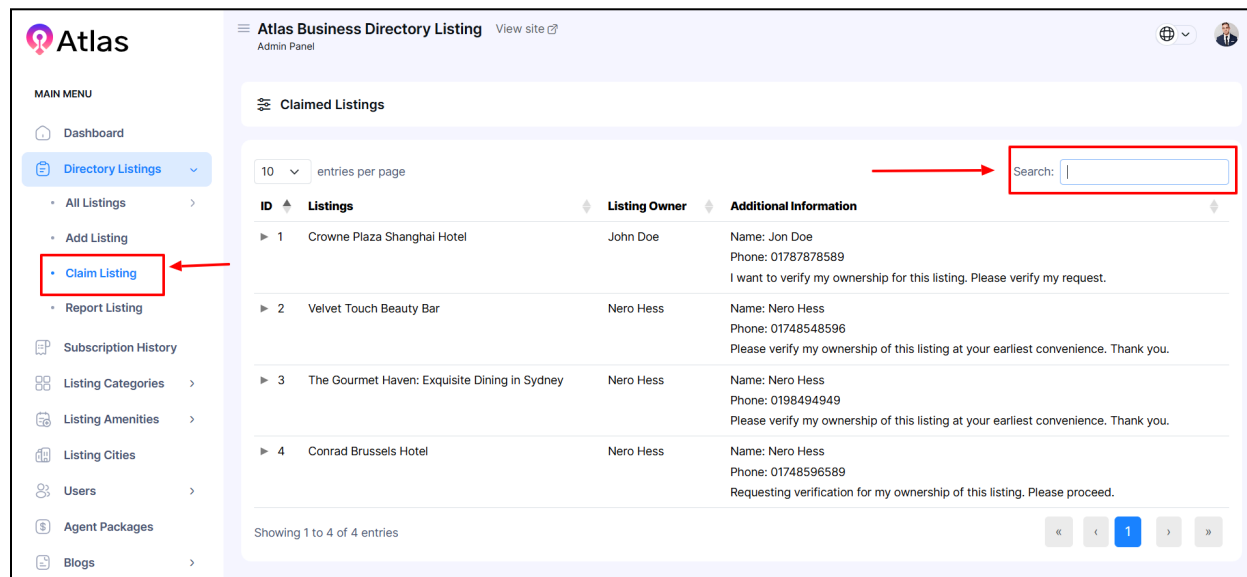 Atlas
Atlas Business Directory Listing View site
Admin Panel
MAIN MENU
Dashboard
Directory Listings
All Listings
Add Listing
Claim Listing
Report Listing
Subscription History
Listing Categories
Listing Amenities
Listing Cities
Users
Agent Packages
Blogs
Claimed Listings
10 entries per page
Search:
ID Listings Listing Owner Additional Information
1 Crowne Plaza Shanghai Hotel John Doe Name: Jon Doe
Phone: 01787878589
I want to verify my ownership for this listing. Please verify my request.
2 Velvet Touch Beauty Bar Nero Hess Name: Nero Hess
Phone: 01748548596
Please verify my ownership of this listing at your earliest convenience. Thank you.
3 The Gourmet Haven: Exquisite Dining in Sydney Nero Hess Name: Nero Hess
Phone: 0198494949
Please verify my ownership of this listing at your earliest convenience. Thank you.
4 Conrad Brussels Hotel Nero Hess Name: Nero Hess
Phone: 01748596589
Requesting verification for my ownership of this listing. Please proceed.
Showing 1 to 4 of 4 entries
« ‹ 1 › »